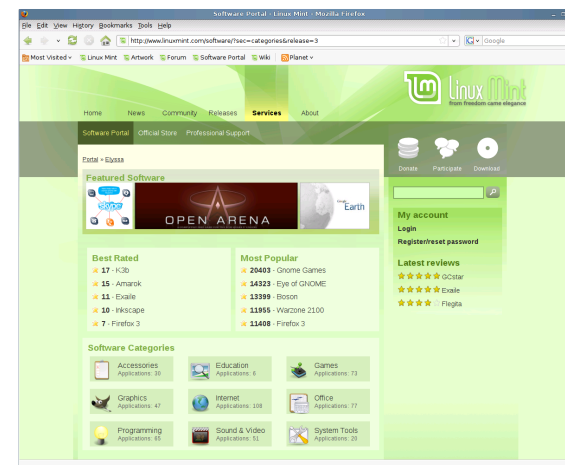 Software Portal - Linux Mint - Mozilla Firefox
File Edit View History Bookmarks Tools Help
http://www.linuxmint.com/software/?sec=categories&release=3
Google
Most Visited Linux Mint Artwork Forum Software Portal Wiki Planet
Linux Mint
from freedom came elegance
Home News Community Releases Services About
Software Portal Official Store Professional Support
Donate Participate Download
Portal » Elyssa
Featured Software
skype
OPEN ARENA
Earth
My account
Login
Register/reset password
Latest reviews
GCstar
Exaile
Flegita
Best Rated
17 - K3b
15 - Amarok
11 - Exaile
10 - Inkscape
7 - Firefox 3
Most Popular
20403 - Gnome Games
14323 - Eye of GNOME
13399 - Boson
11955 - Warzone 2100
11408 - Firefox 3
Software Categories
Accessories
Applications: 30
Education
Applications: 6
Games
Applications: 73
Graphics
Applications: 47
Internet
Applications: 109
Office
Applications: 77
Programming
Applications: 65
Sound & Video
Applications: 51
System Tools
Applications: 20